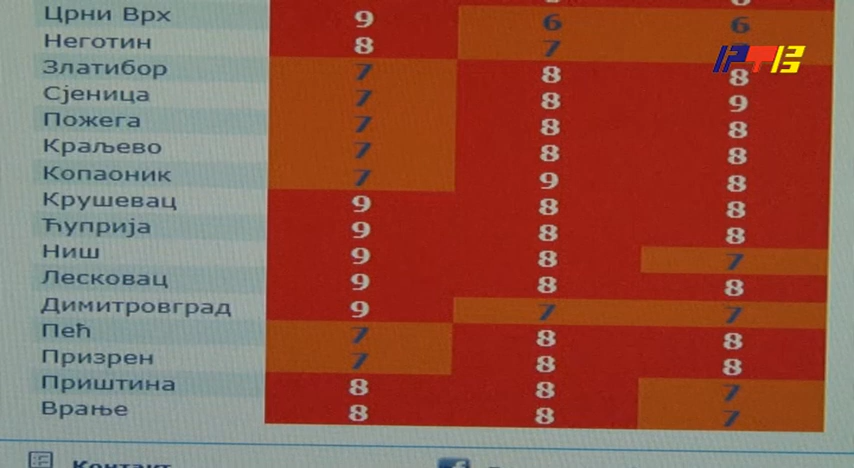 Црни Врх 9 6 6
Неготин 8 7
РТВ
Златибор 7 8 8
Сјеница 7 8 9
Пожега 7 8 8
Краљево 7 8 8
Копаоник 7 9 8
Крушевац 9 8 8
Ћуприја 9 8 8
Ниш 9 8 7
Лесковац 9 8 8
Димитровград 9 7 7
Пећ 7 8 8
Призрен 7 8 8
Приштина 8 8 7
Врање 8 8 7
Контакт